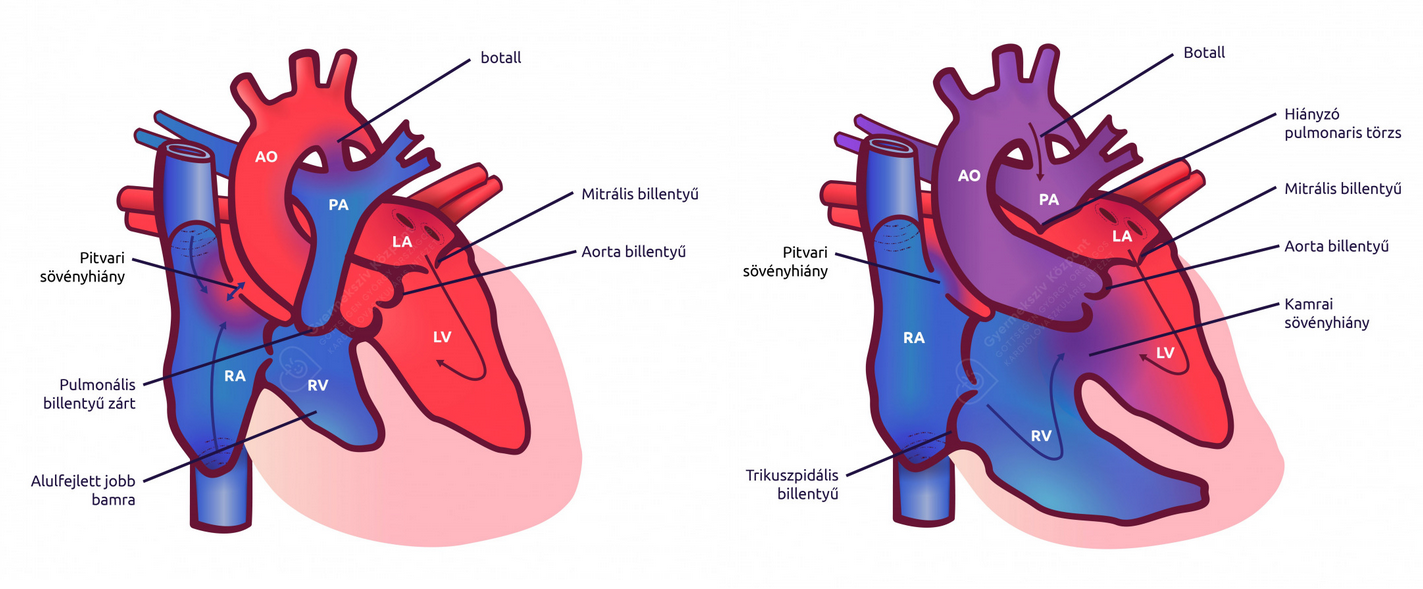 botall
AO
PA
Mitrális billentyű
LA
Aorta billentyű
Pitvari
sövényhiány
LV
RA
RV
Pulmonális
billentyű zárt
Alulfejlett jobb
bamra
Botall
Hiányzó
pulmonaris törzs
AO
PA
Mitrális billentyű
LA
Aorta billentyű
Pitvari
sövényhiány
Kamrai
sövényhiány
RA
LV
RV
Trikuszpidális
billentyű